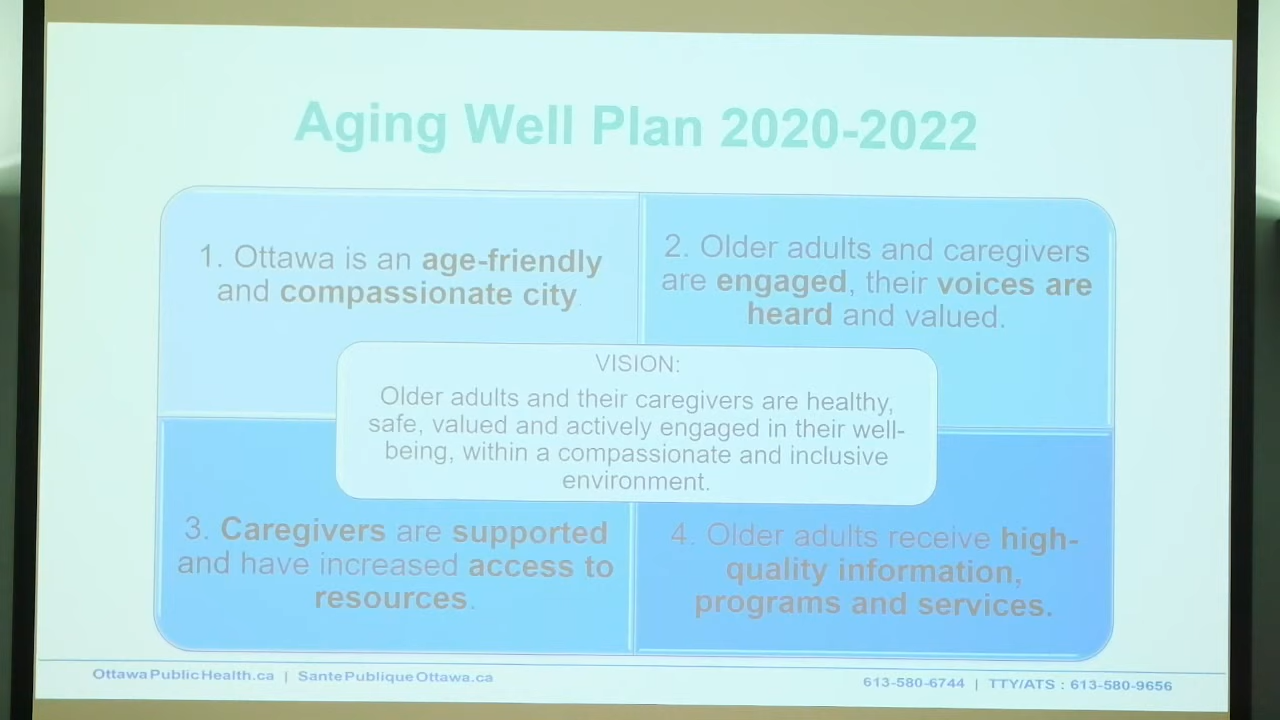 Aging Well Plan 2020-2022
1. Ottawa is an age-friendly
and compassionate city.
2. Older adults and caregivers
are engaged, their voices are
heard and valued.
VISION:
Older adults and their caregivers are healthy,
safe, valued and actively engaged in their well-
being, within a compassionate and inclusive
environment.
3. Caregivers are supported
and have increased access to
resources.
4. Older adults receive high-
quality information,
programs and services.
OttawaPublicHealth.ca | SantePubliqueOttawa.ca
613-580-6744 | TTY/ATS : 613-580-9656